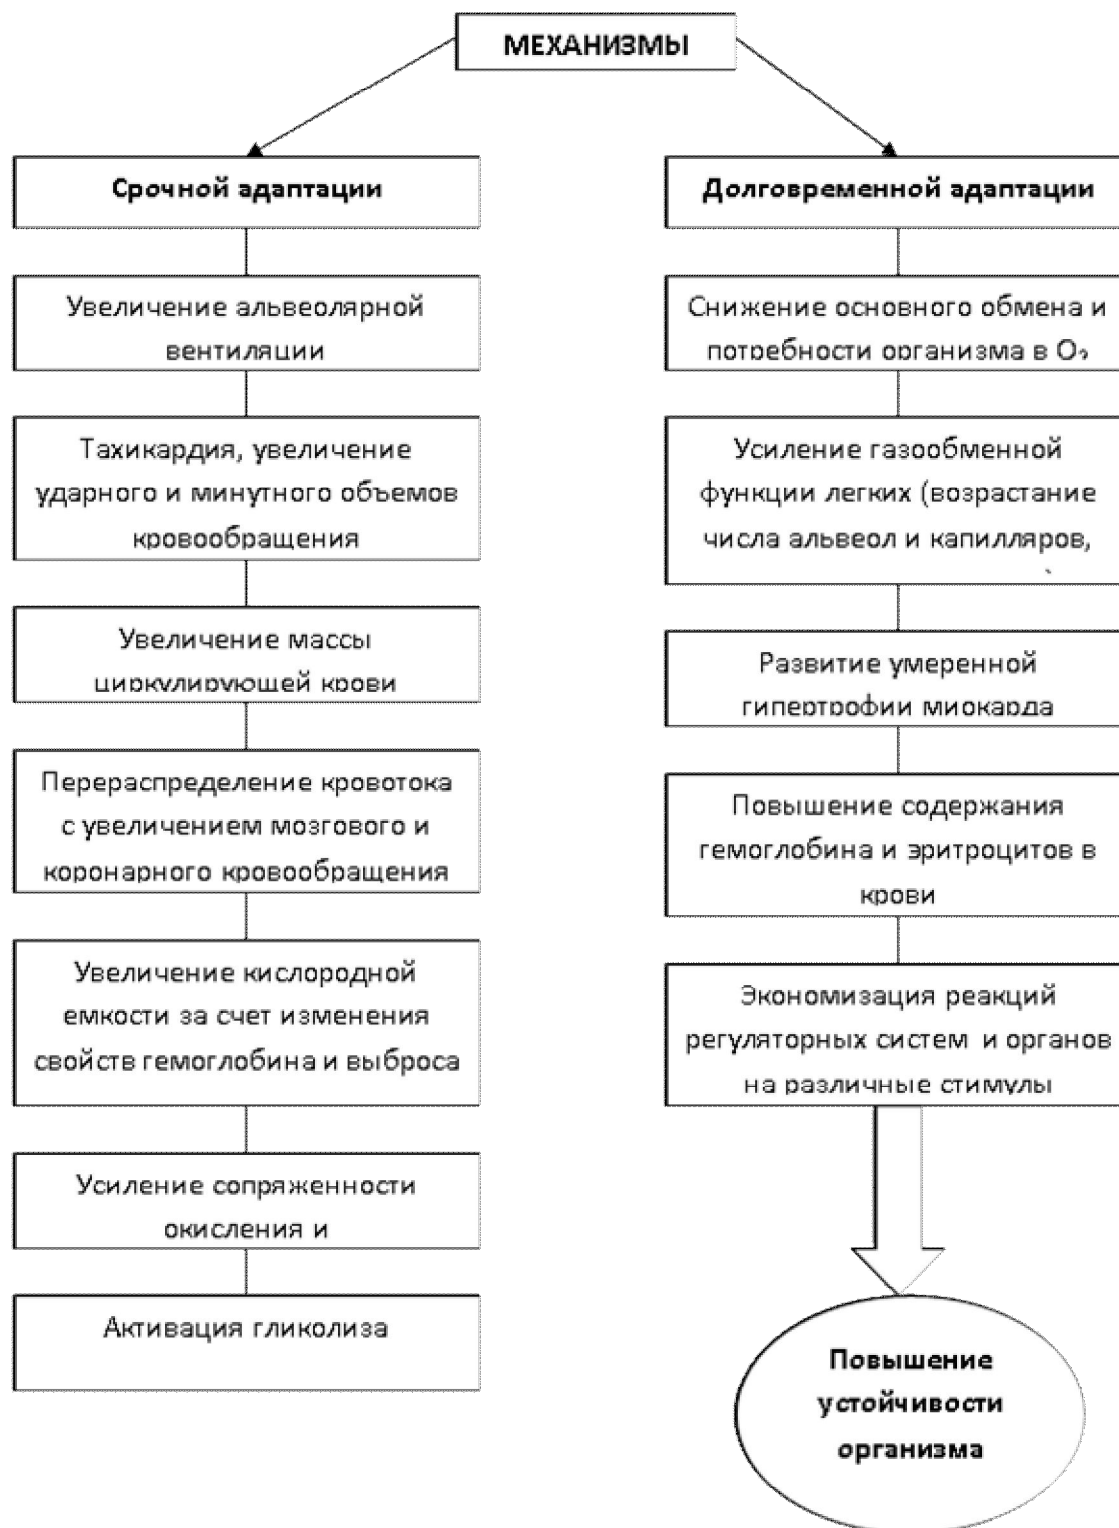 МЕХАНИЗМЫ
Срочной адаптации
Увеличение альвеолярной
вентиляции
Тахикардия, увеличение
ударного и минутного объемов
кровообращения
Увеличение массы
циркулирующей крови
Перераспределение кровотока
с увеличением мозгового и
коронарного кровообращения
Увеличение кислородной
емкости за счет изменения
свойств гемоглобина и выброса
Усиление сопряженности
окисления и
Активация гликолиза
Долговременной адаптации
Снижение основного обмена и
потребности организма в O₂
Усиление газообменной
функции легких (возрастание
числа альвеол и капилляров,
Развитие умеренной
гипертрофии миокарда
Повышение содержания
гемоглобина и эритроцитов в
крови
Экономизация реакций
регуляторных систем и органов
на различные стимулы
Повышение
устойчивости
организма